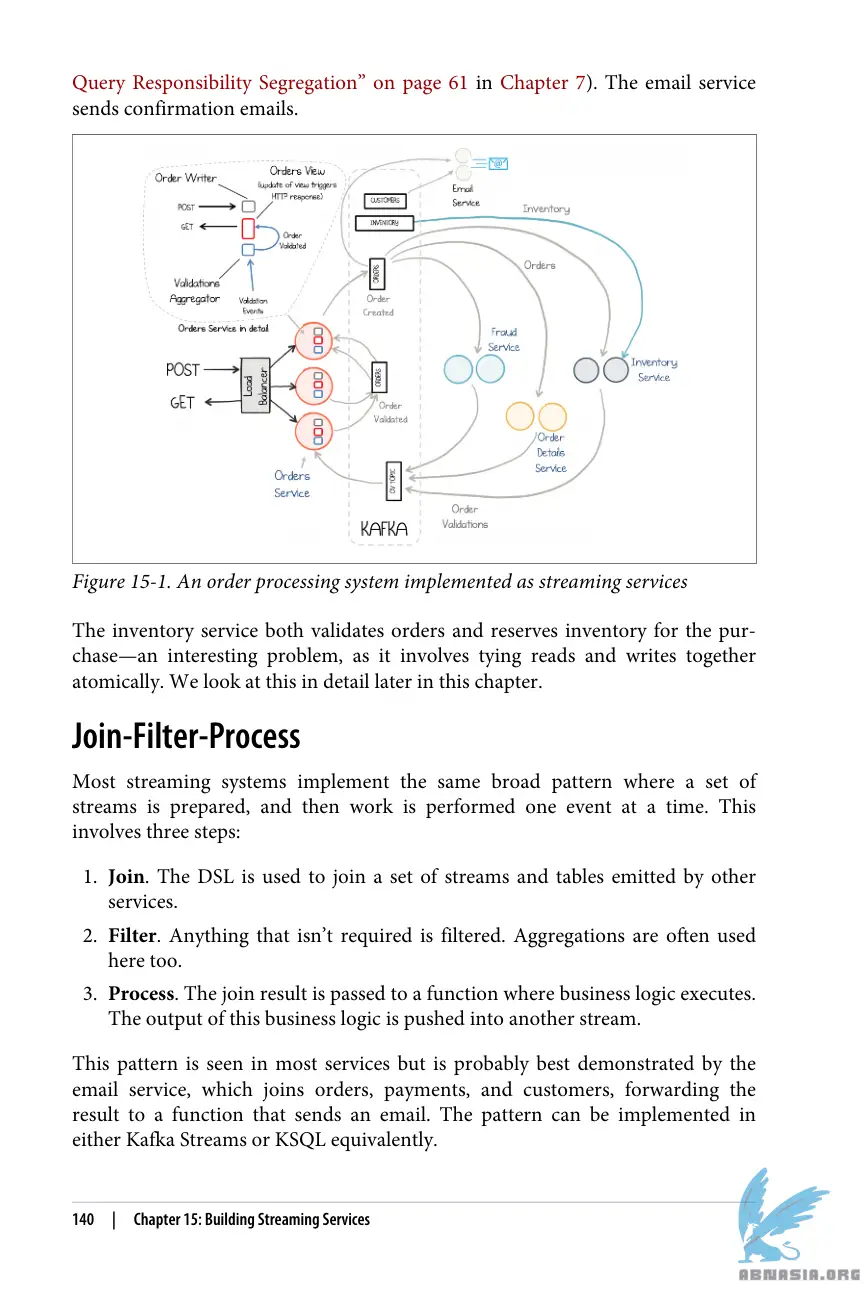 Query Responsibility Segregation” on page 61 in Chapter 7). The email service
sends confirmation emails.
Order Writer
Orders View
(update of view triggers
HTTP response)
POST
GET
Order
Validated
Validations
Aggregator
Validation
Events
Orders Service in detail
CUSTOMERS
INVENTORY
@
Email
Service
Inventory
ORDERS
Order
Created
Orders
Fraud
Service
Inventory
Service
POST
GET
Load
Balancer
ORDERS
Order
Validated
Order
Details
Service
Orders
Service
OV TOPIC
Order
Validations
KAFKA
Figure 15-1. An order processing system implemented as streaming services
The inventory service both validates orders and reserves inventory for the pur-
chase—an interesting problem, as it involves tying reads and writes together
atomically. We look at this in detail later in this chapter.
Join-Filter-Process
Most streaming systems implement the same broad pattern where a set of
streams is prepared, and then work is performed one event at a time. This
involves three steps:
1. Join. The DSL is used to join a set of streams and tables emitted by other
services.
2. Filter. Anything that isn’t required is filtered. Aggregations are often used
here too.
3. Process. The join result is passed to a function where business logic executes.
The output of this business logic is pushed into another stream.
This pattern is seen in most services but is probably best demonstrated by the
email service, which joins orders, payments, and customers, forwarding the
result to a function that sends an email. The pattern can be implemented in
either Kafka Streams or KSQL equivalently.
140 | Chapter 15: Building Streaming Services
ABNASIA.ORG